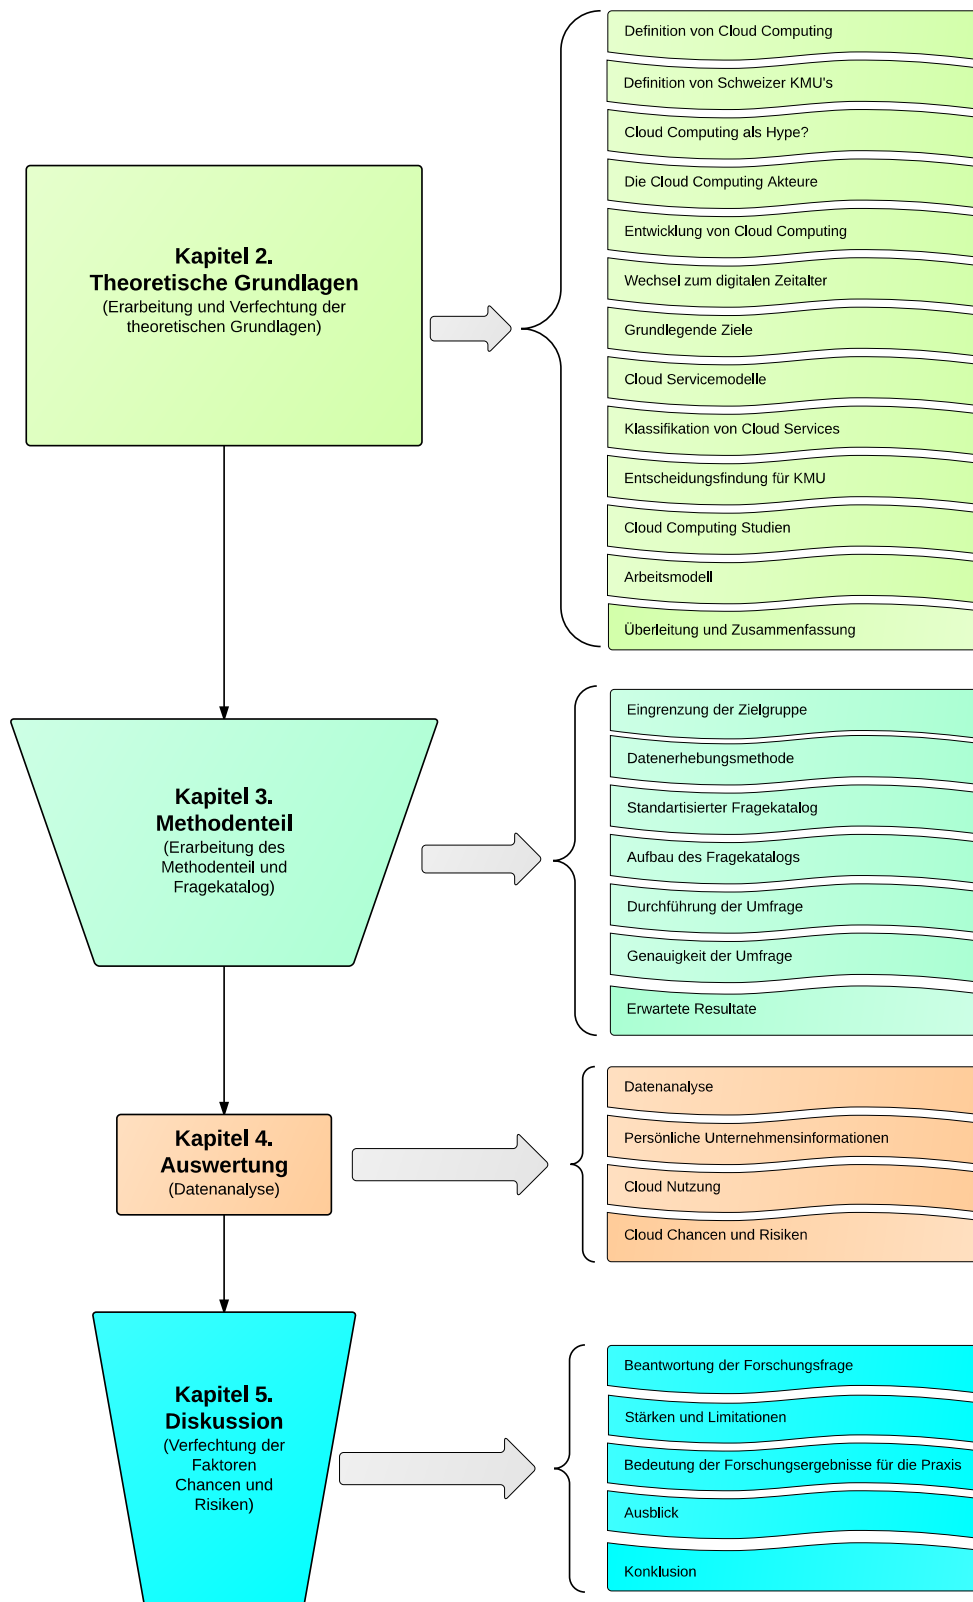 Kapitel 2.
Theoretische Grundlagen
(Erarbeitung und Verfechtung der
theoretischen Grundlagen)
Definition von Cloud Computing
Definition von Schweizer KMU's
Cloud Computing als Hype?
Die Cloud Computing Akteure
Entwicklung von Cloud Computing
Wechsel zum digitalen Zeitalter
Grundlegende Ziele
Cloud Servicemodelle
Klassifikation von Cloud Services
Entscheidungsfindung für KMU
Cloud Computing Studien
Arbeitsmodell
Überleitung und Zusammenfassung
Kapitel 3.
Methodenteil
(Erarbeitung des
Methodenteil und
Fragekatalog)
Eingrenzung der Zielgruppe
Datenerhebungsmethode
Standartisierter Fragekatalog
Aufbau des Fragekatalogs
Durchführung der Umfrage
Genauigkeit der Umfrage
Erwartete Resultate
Kapitel 4.
Auswertung
(Datenanalyse)
Datenanalyse
Persönliche Unternehmensinformationen
Cloud Nutzung
Cloud Chancen und Risiken
Kapitel 5.
Diskussion
(Verfechtung der
Faktoren
Chancen und
Risiken)
Beantwortung der Forschungsfrage
Stärken und Limitationen
Bedeutung der Forschungsergebnisse für die Praxis
Ausblick
Konklusion